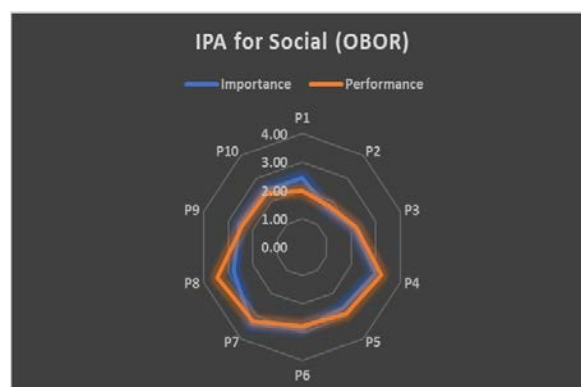 IPA for Social (OBOR)
Importance Performance
P1
P10 P2
4.00
3.00
P9 P3
2.00
1.00
0.00
P8 P4
P7 P5
P6